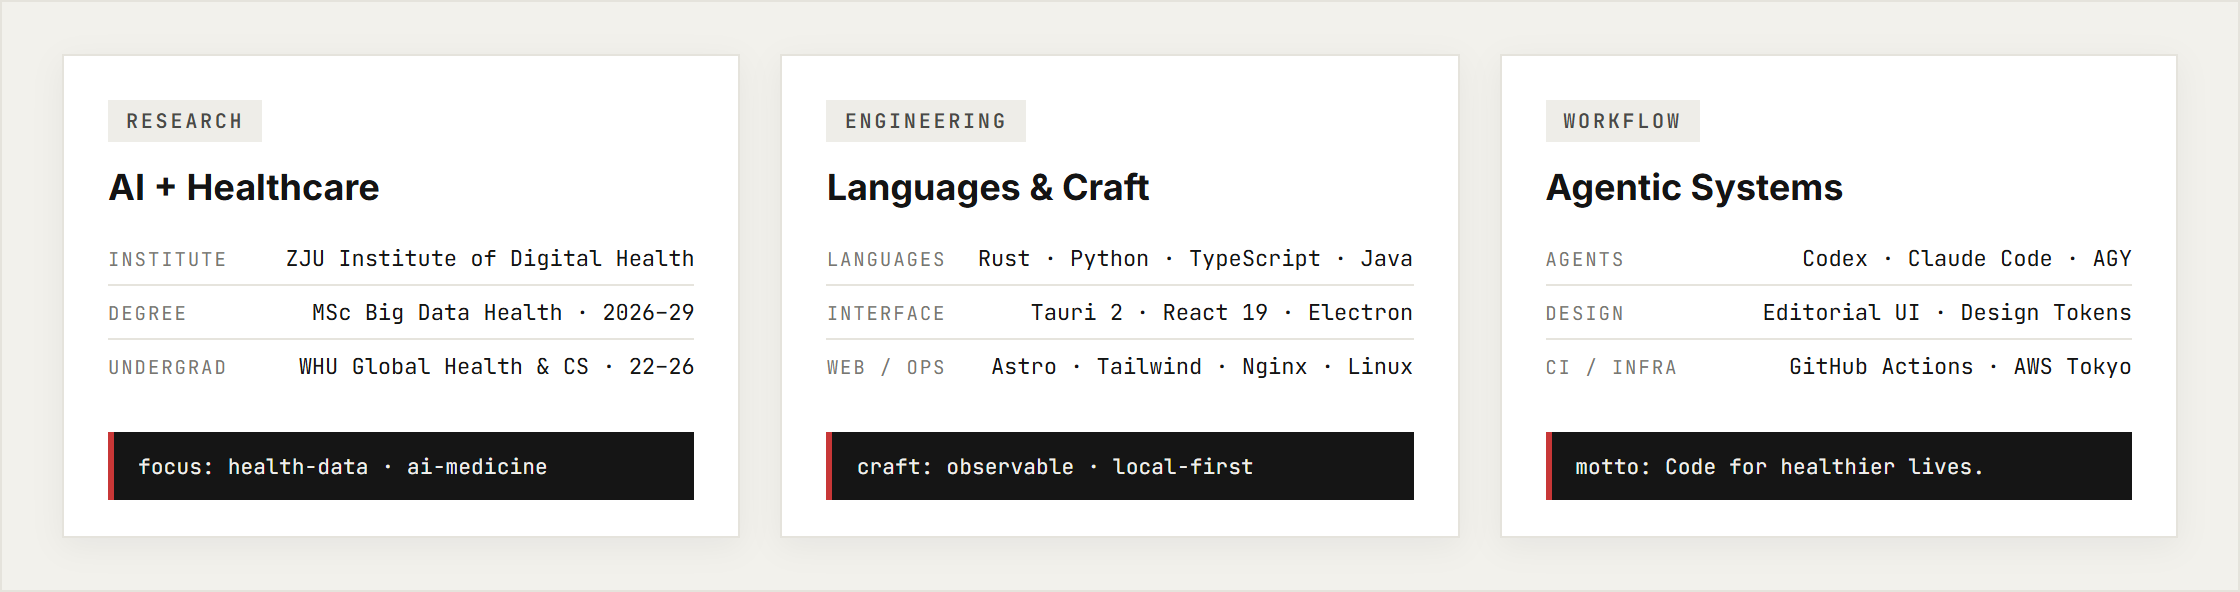 RESEARCH
AI + Healthcare
INSTITUTE ZJU Institute of Digital Health
DEGREE MSc Big Data Health · 2026–29
UNDERGRAD WHU Global Health & CS · 22–26
focus: health-data · ai-medicine
ENGINEERING
Languages & Craft
LANGUAGES Rust · Python · TypeScript · Java
INTERFACE Tauri 2 · React 19 · Electron
WEB / OPS Astro · Tailwind · Nginx · Linux
craft: observable · local-first
WORKFLOW
Agentic Systems
AGENTS Codex · Claude Code · AGY
DESIGN Editorial UI · Design Tokens
CI / INFRA GitHub Actions · AWS Tokyo
motto: Code for healthier lives.